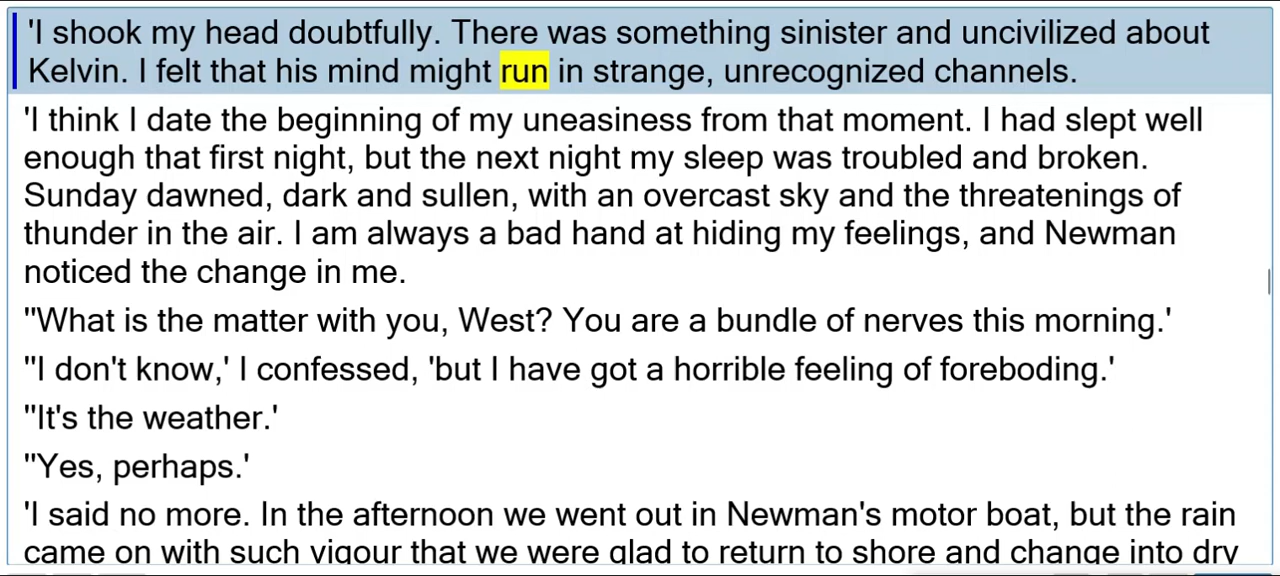 'I shook my head doubtfully. There was something sinister and uncivilized about
Kelvin. I felt that his mind might run in strange, unrecognized channels.
'I think I date the beginning of my uneasiness from that moment. I had slept well
enough that first night, but the next night my sleep was troubled and broken.
Sunday dawned, dark and sullen, with an overcast sky and the threatenings of
thunder in the air. I am always a bad hand at hiding my feelings, and Newman
noticed the change in me.
"What is the matter with you, West? You are a bundle of nerves this morning.'
"I don't know,' I confessed, 'but I have got a horrible feeling of foreboding.'
"It's the weather.'
"Yes, perhaps.'
'I said no more. In the afternoon we went out in Newman's motor boat, but the rain
came on with such vigour that we were glad to return to shore and change into dry